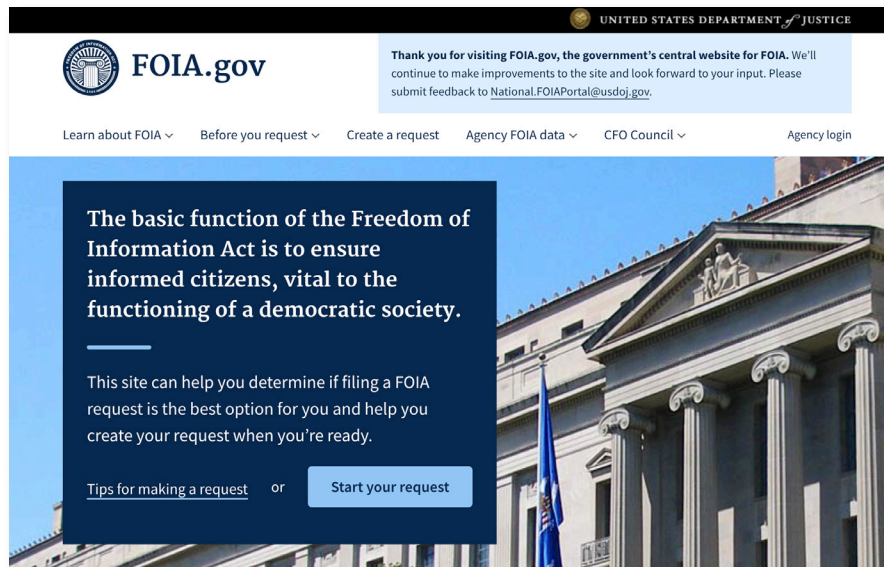 UNITED STATES DEPARTMENT of JUSTICE
FOIA.gov
Thank you for visiting FOIA.gov, the government's central website for FOIA. We'll
continue to make improvements to the site and look forward to your input. Please
submit feedback to National.FOIAPortal@usdoj.gov.
Learn about FOIA
Before you request
Create a request
Agency FOIA data
CFO Council
Agency login
The basic function of the Freedom of
Information Act is to ensure
informed citizens, vital to the
functioning of a democratic society.
This site can help you determine if filing a FOIA
request is the best option for you and help you
create your request when you're ready.
Tips for making a request
or
Start your request